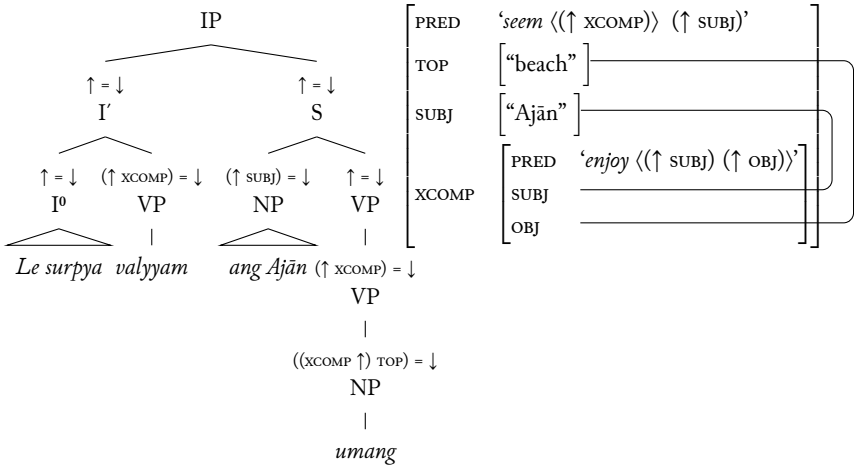 IP
↑ = ↓ ↑ = ↓
I′ S
↑ = ↓ (↑ XCOMP) = ↓ (↑ SUBJ) = ↓ ↑ = ↓
I⁰ VP NP VP
Le surpya valyyam ang Ajān (↑ XCOMP) = ↓
VP
((XCOMP ↑) TOP) = ↓
NP
umang
PRED ‘seem ⟨(↑ XCOMP)⟩ (↑ SUBJ)’
TOP [“beach”]
SUBJ [“Ajān”]
XCOMP
PRED ‘enjoy ⟨(↑ SUBJ) (↑ OBJ)⟩’
SUBJ
OBJ